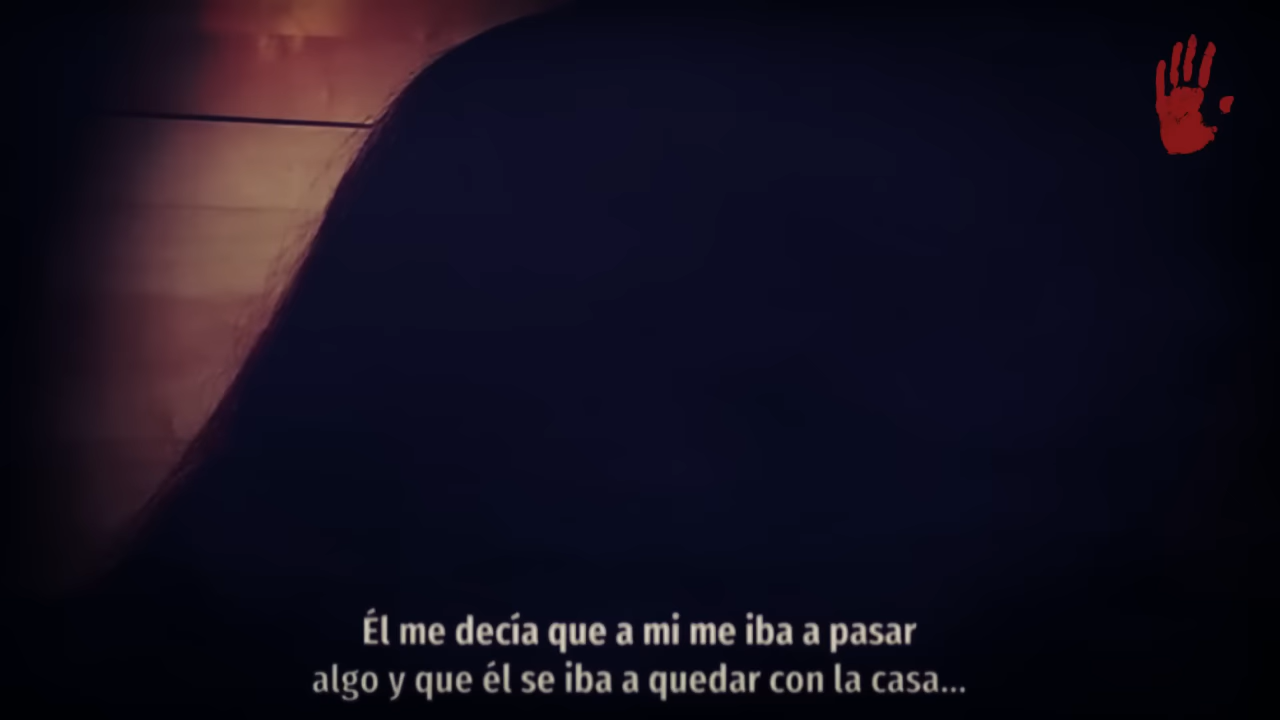 Él me decía que a mi me iba a pasar
algo y que él se iba a quedar con la casa...